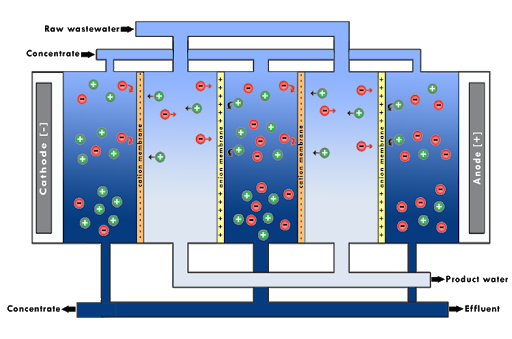 Raw wastewater
Concentrate
Cathode [-]
cation membrane
anion membrane
cation membrane
anion membrane
Anode [+]
Product water
Concentrate
Effluent